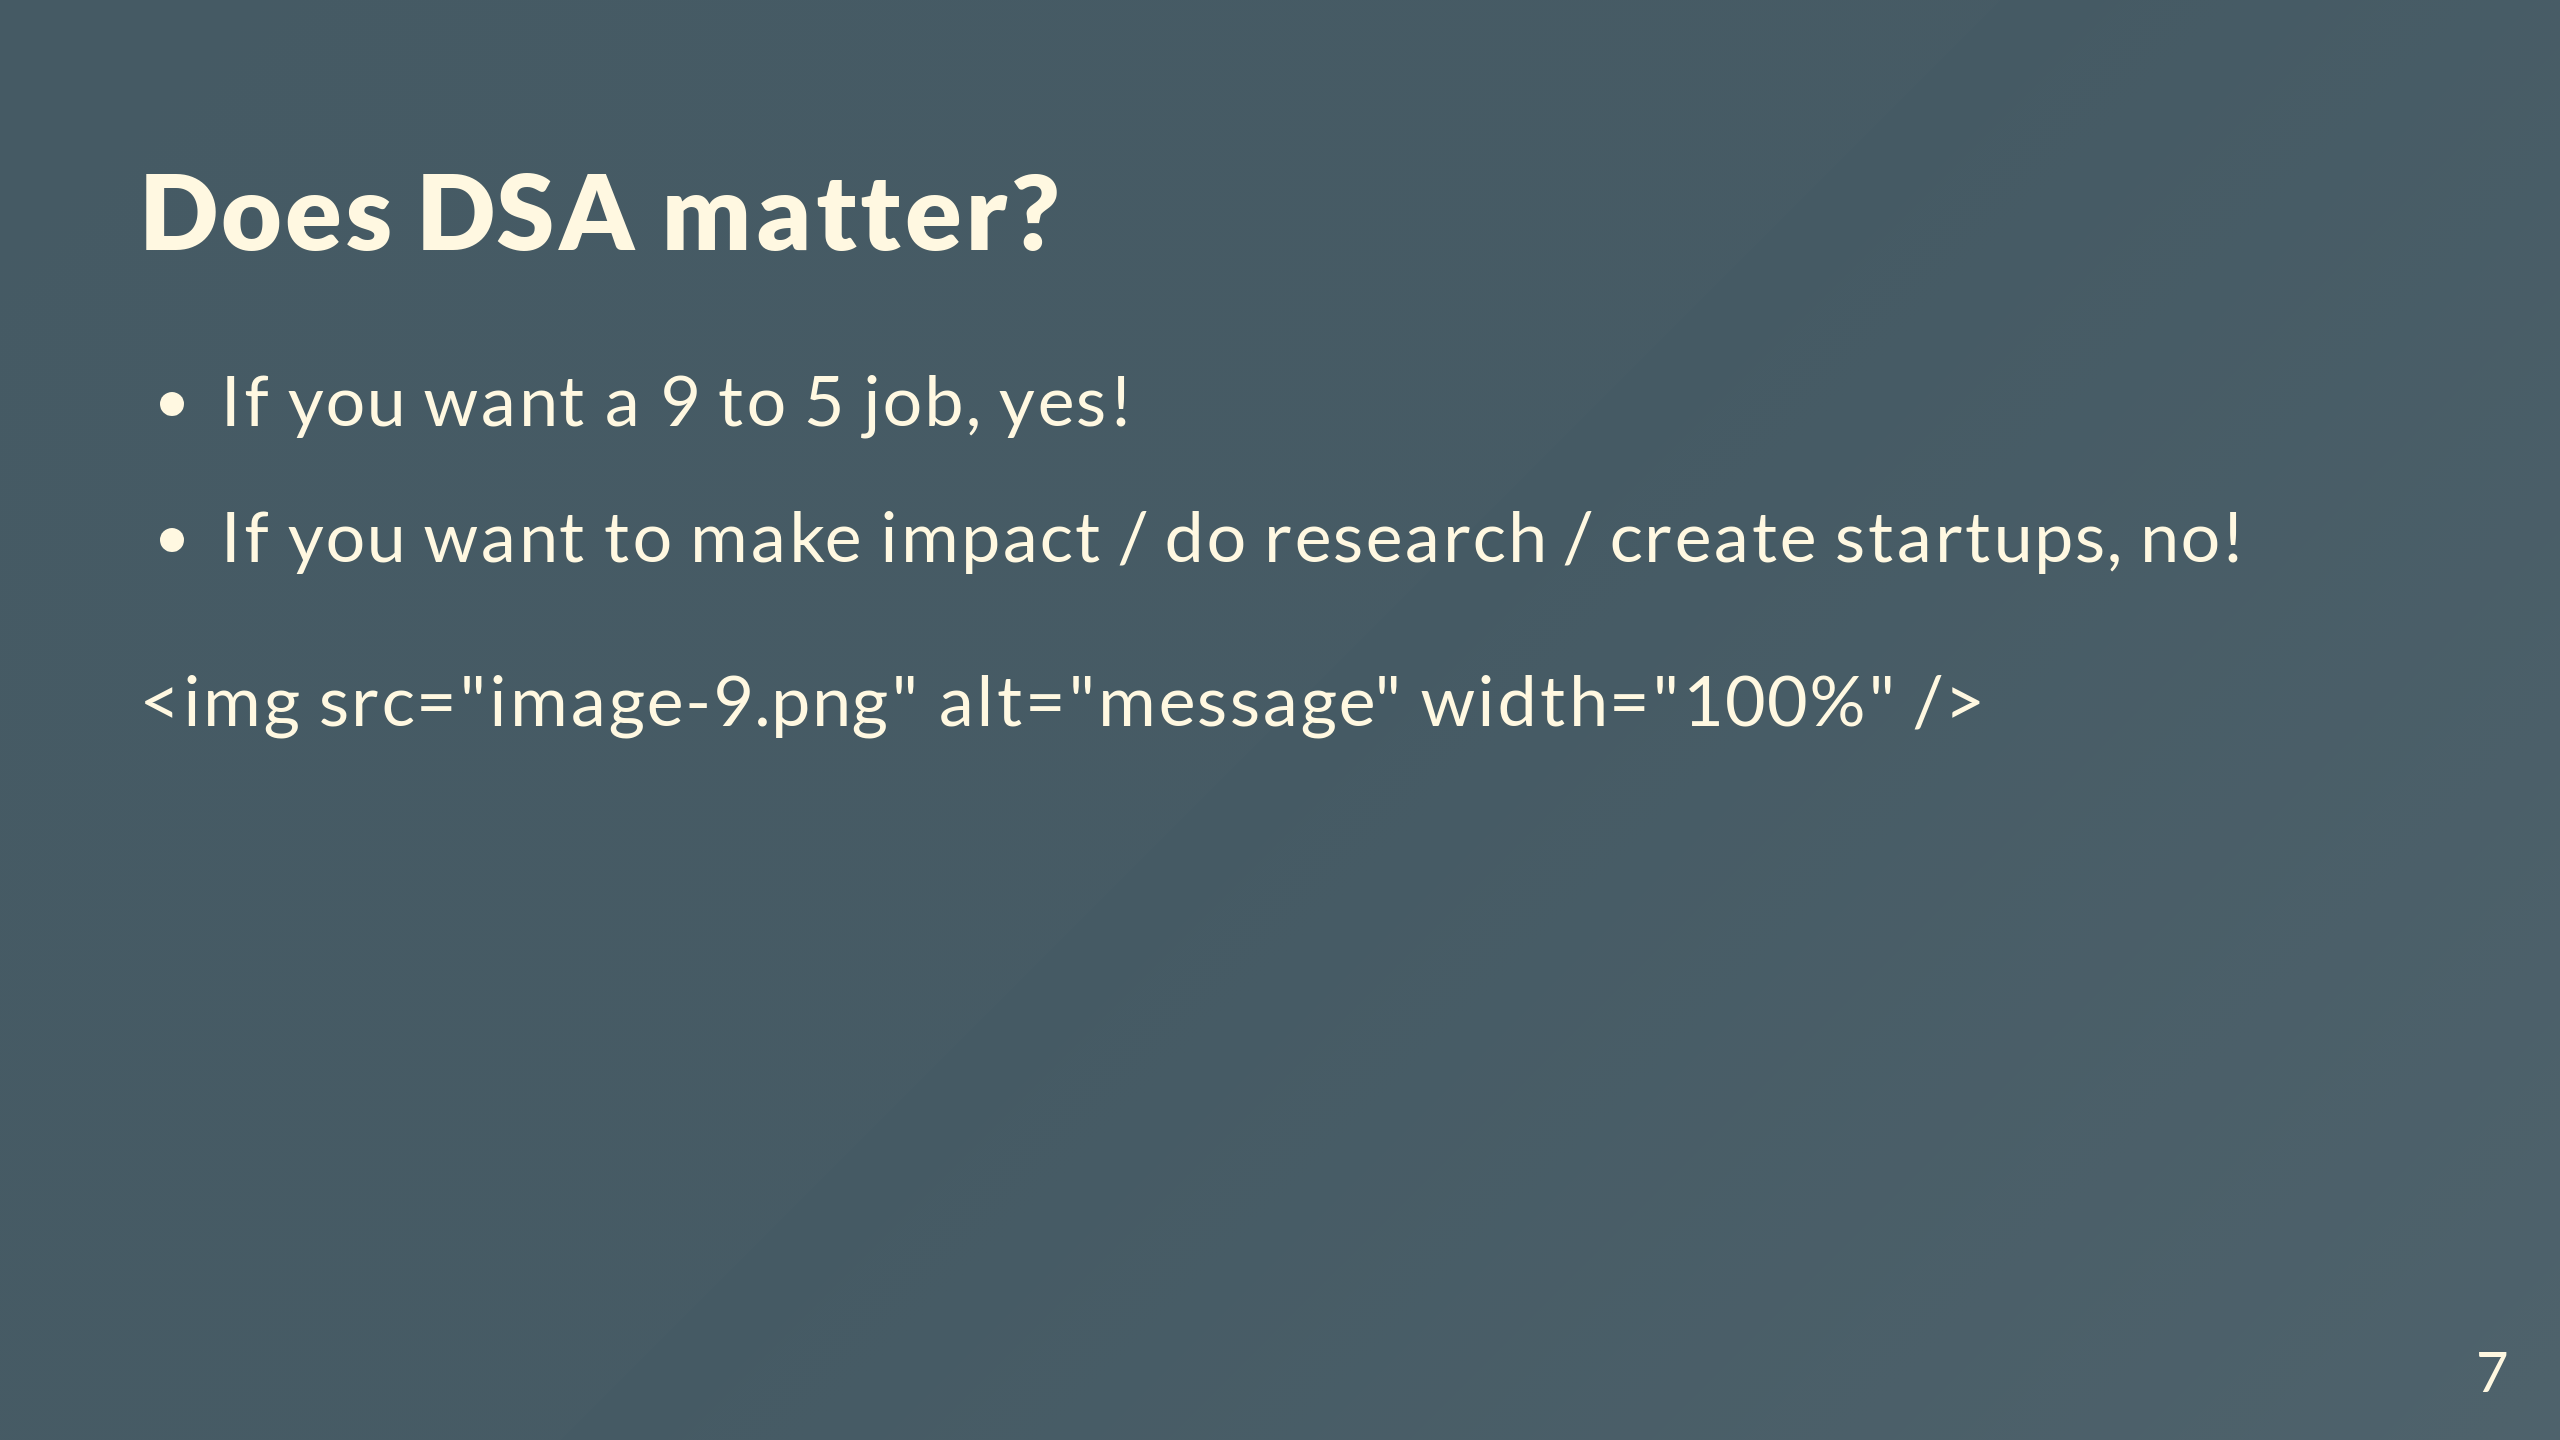 Does DSA matter?
• If you want a 9 to 5 job, yes!
• If you want to make impact / do research / create startups, no!
<img src="image-9.png" alt="message" width="100%" />
7